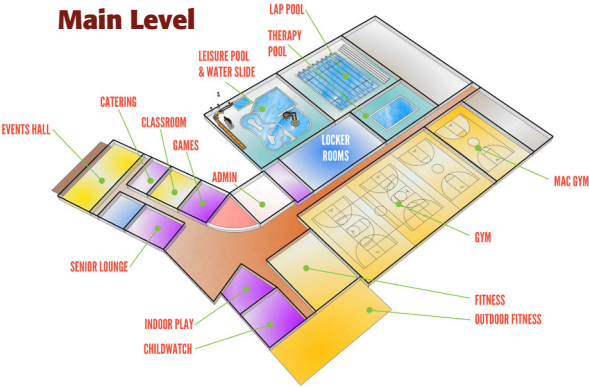 Main Level
LAP POOL
THERAPY
POOL
LEISURE POOL
& WATER SLIDE
CATERING
CLASSROOM
GAMES
EVENTS HALL
ADMIN
LOCKER
ROOMS
MAC GYM
GYM
SENIOR LOUNGE
FITNESS
OUTDOOR FITNESS
INDOOR PLAY
CHILDWATCH